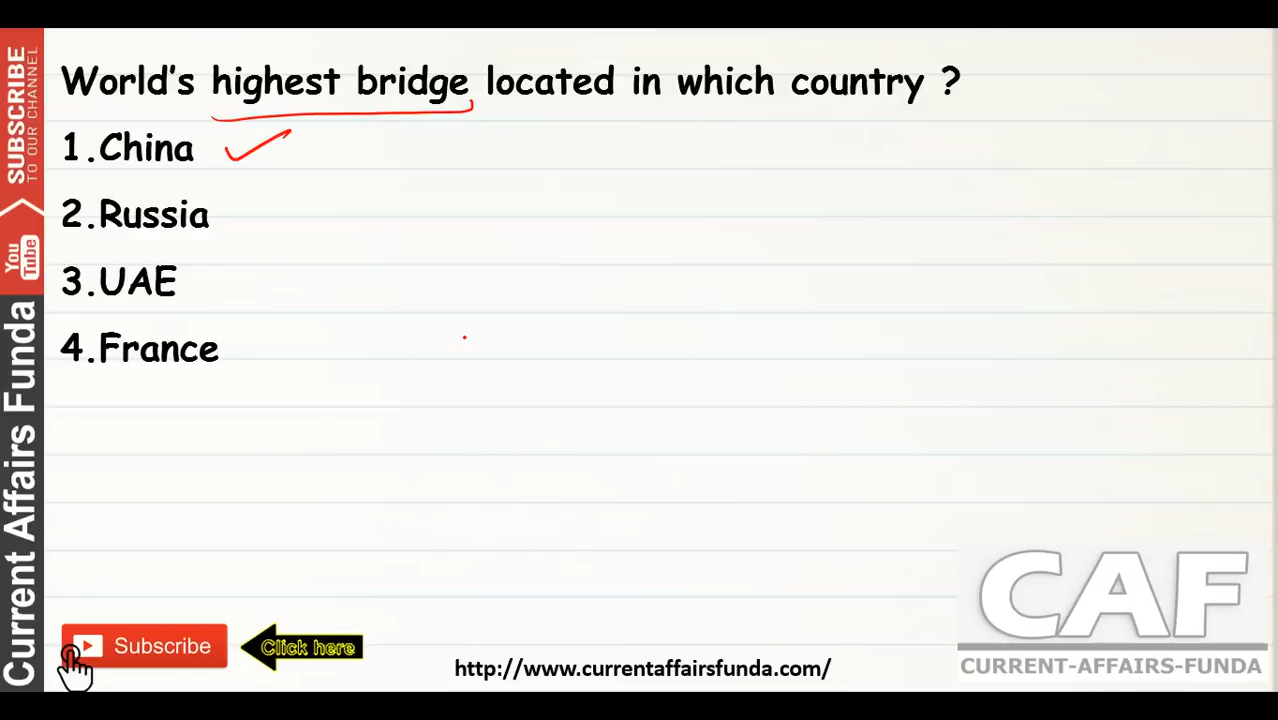 World's highest bridge located in which country ?
1.China
2.Russia
3.UAE
4.France
SUBSCRIBE
TO OUR CHANNEL
You
Tube
Current Affairs Funda
Subscribe
Click here
http://www.currentaffairsfunda.com/
CAF
CURRENT-AFFAIRS-FUNDA